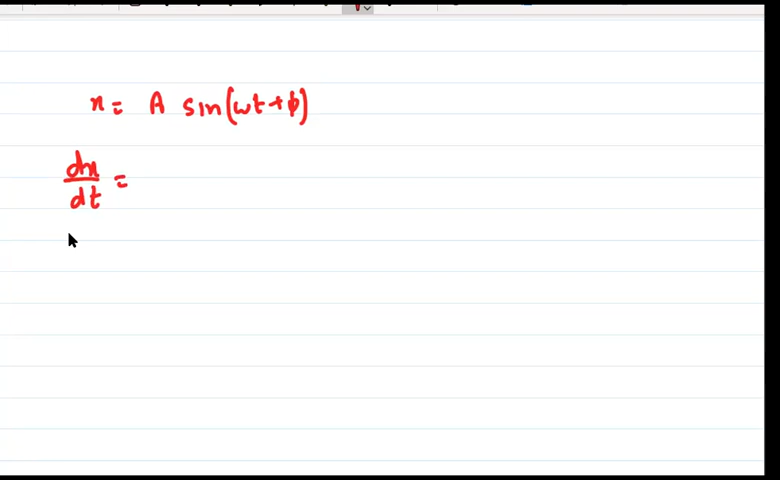 x = A sin(ωt+φ)
dx/dt =